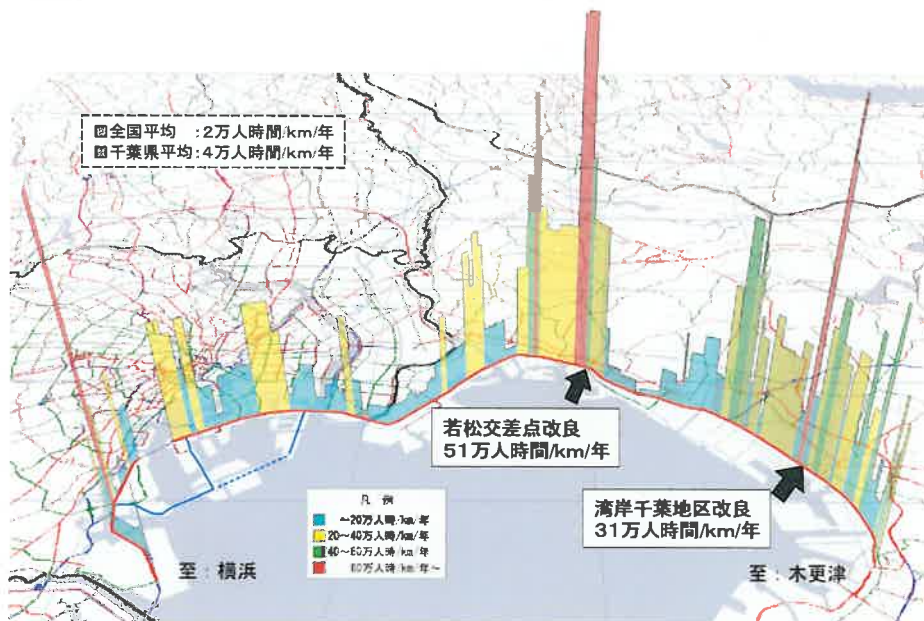 図全国平均　:2万人時間/km/年
図千葉県平均:4万人時間/km/年
若松交差点改良
51万人時間/km/年
湾岸千葉地区改良
31万人時間/km/年
凡　例
～20万人時/km/年
20～40万人時/km/年
40～60万人時/km/年
60万人時/km/年～
至：横浜
至：木更津